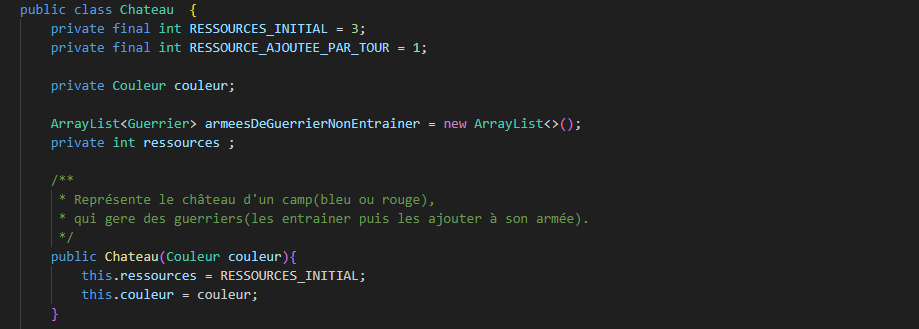 public class Chateau  {
private final int RESSOURCES_INITIAL = 3;
private final int RESSOURCE_AJOUTEE_PAR_TOUR = 1;
private Couleur couleur;
ArrayList<Guerrier> armeesDeGuerrierNonEntrainer = new ArrayList<>();
private int ressources ;
/**
* Représente le château d'un camp(bleu ou rouge),
* qui gere des guerriers(les entrainer puis les ajouter à son armée).
*/
public Chateau(Couleur couleur){
this.ressources = RESSOURCES_INITIAL;
this.couleur = couleur;
}